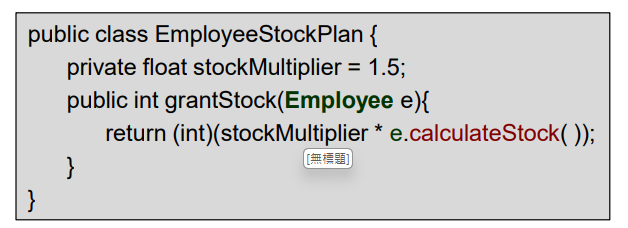 public class EmployeeStockPlan {
private float stockMultiplier = 1.5;
public int grantStock(Employee e){
return (int)(stockMultiplier * e.calculateStock( ));
[無標題]
}
}